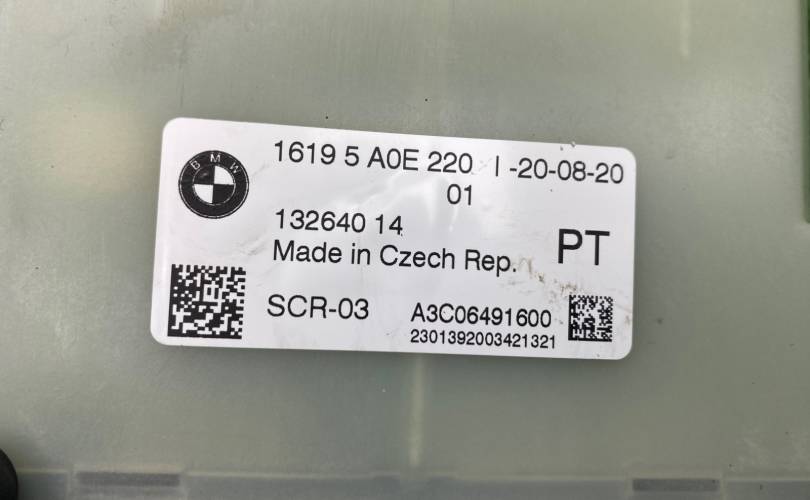 BMW
1619 5 A0E 220 I -20-08-20
01
132640 14
Made in Czech Rep.
PT
SCR-03
A3C06491600
2301392003421321